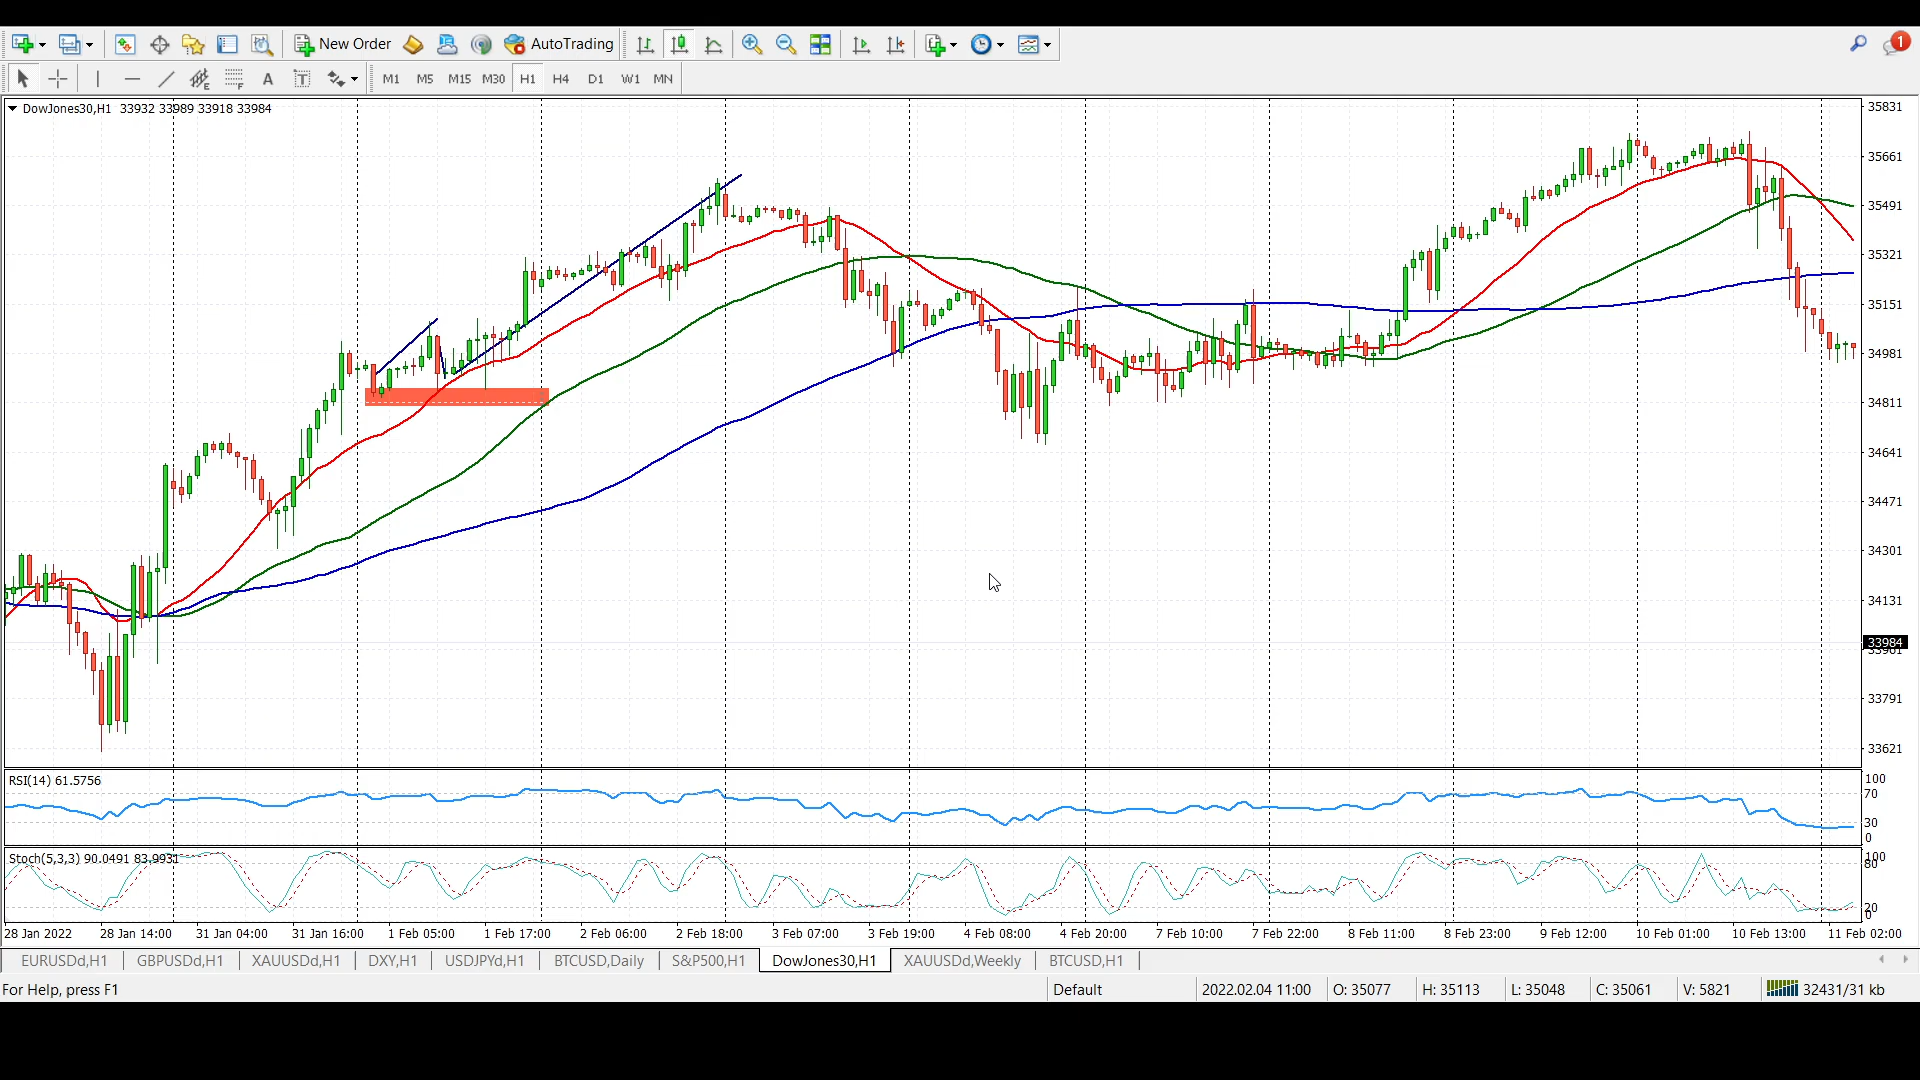 New Order AutoTrading 1
A T M1 M5 M15 M30 H1 H4 D1 W1 MN
DowJones30,H1 33932 33989 33918 33984
35831
35661
35491
35321
35151
34981
34811
34641
34471
34301
34131
33984
33961
33791
33621
RSI(14) 61.5756
100
70
30
0
Stoch(5,3,3) 90.0491 83.9931
100
80
20
0
28 Jan 2022 28 Jan 14:00 31 Jan 04:00 31 Jan 16:00 1 Feb 05:00 1 Feb 17:00 2 Feb 06:00 2 Feb 18:00 3 Feb 07:00 3 Feb 19:00 4 Feb 08:00 4 Feb 20:00 7 Feb 10:00 7 Feb 22:00 8 Feb 11:00 8 Feb 23:00 9 Feb 12:00 10 Feb 01:00 10 Feb 13:00 11 Feb 02:00
EURUSDd,H1 GBPUSDd,H1 XAUUSDd,H1 DXY,H1 USDJPYd,H1 BTCUSD,Daily S&P500,H1 DowJones30,H1 XAUUSDd,Weekly BTCUSD,H1
For Help, press F1 Default 2022.02.04 11:00 O: 35077 H: 35113 L: 35048 C: 35061 V: 5821 32431/31 kb